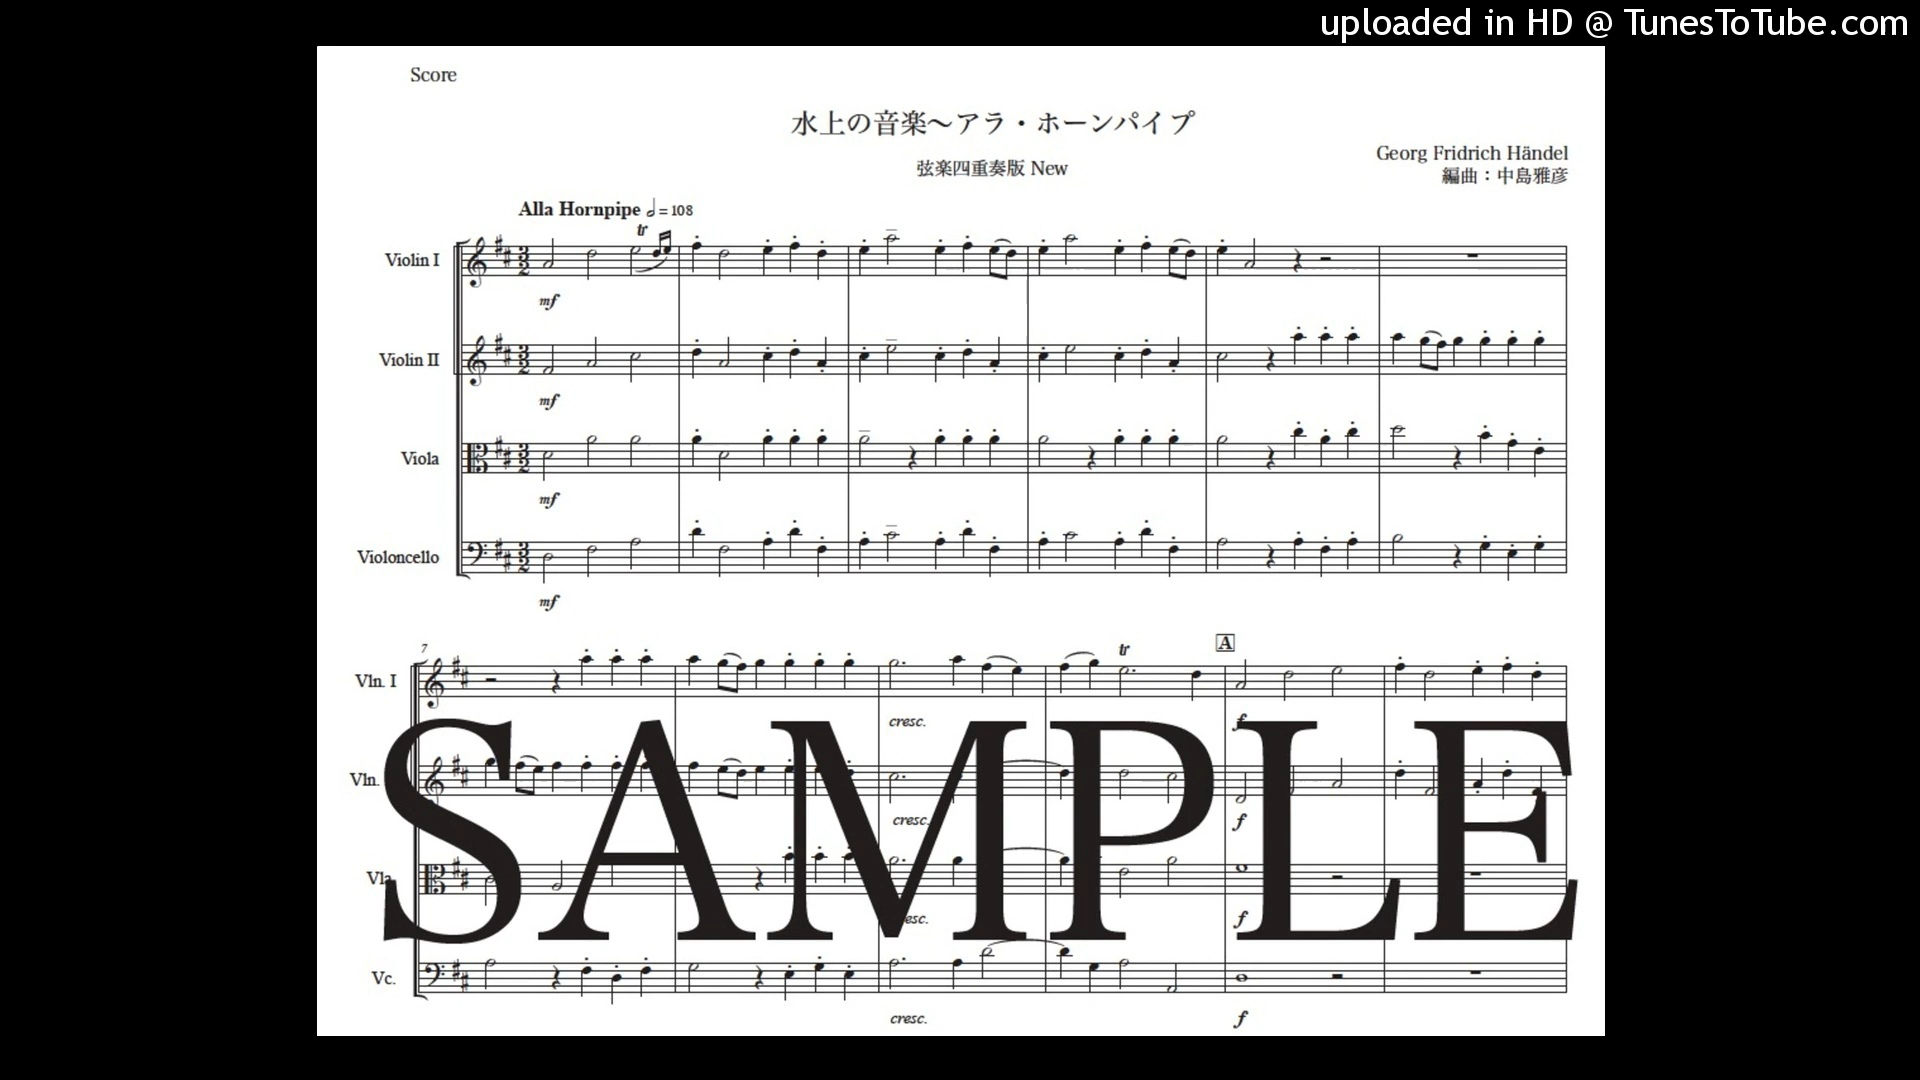 uploaded in HD @ TunesToTube.com
Score
水上の音楽～アラ・ホーンパイプ
弦楽四重奏版 New
Georg Fridrich Händel
編曲：中島雅彦
Alla Hornpipe 𝅗𝅥 = 108
tr
Violin I
mf
Violin II
mf
Viola
mf
Violoncello
mf
7
tr
A
Vln. I
cresc.
f
Vln.
cresc.
f
Vla.
esc.
f
Vc.
cresc.
f
SAMPLE